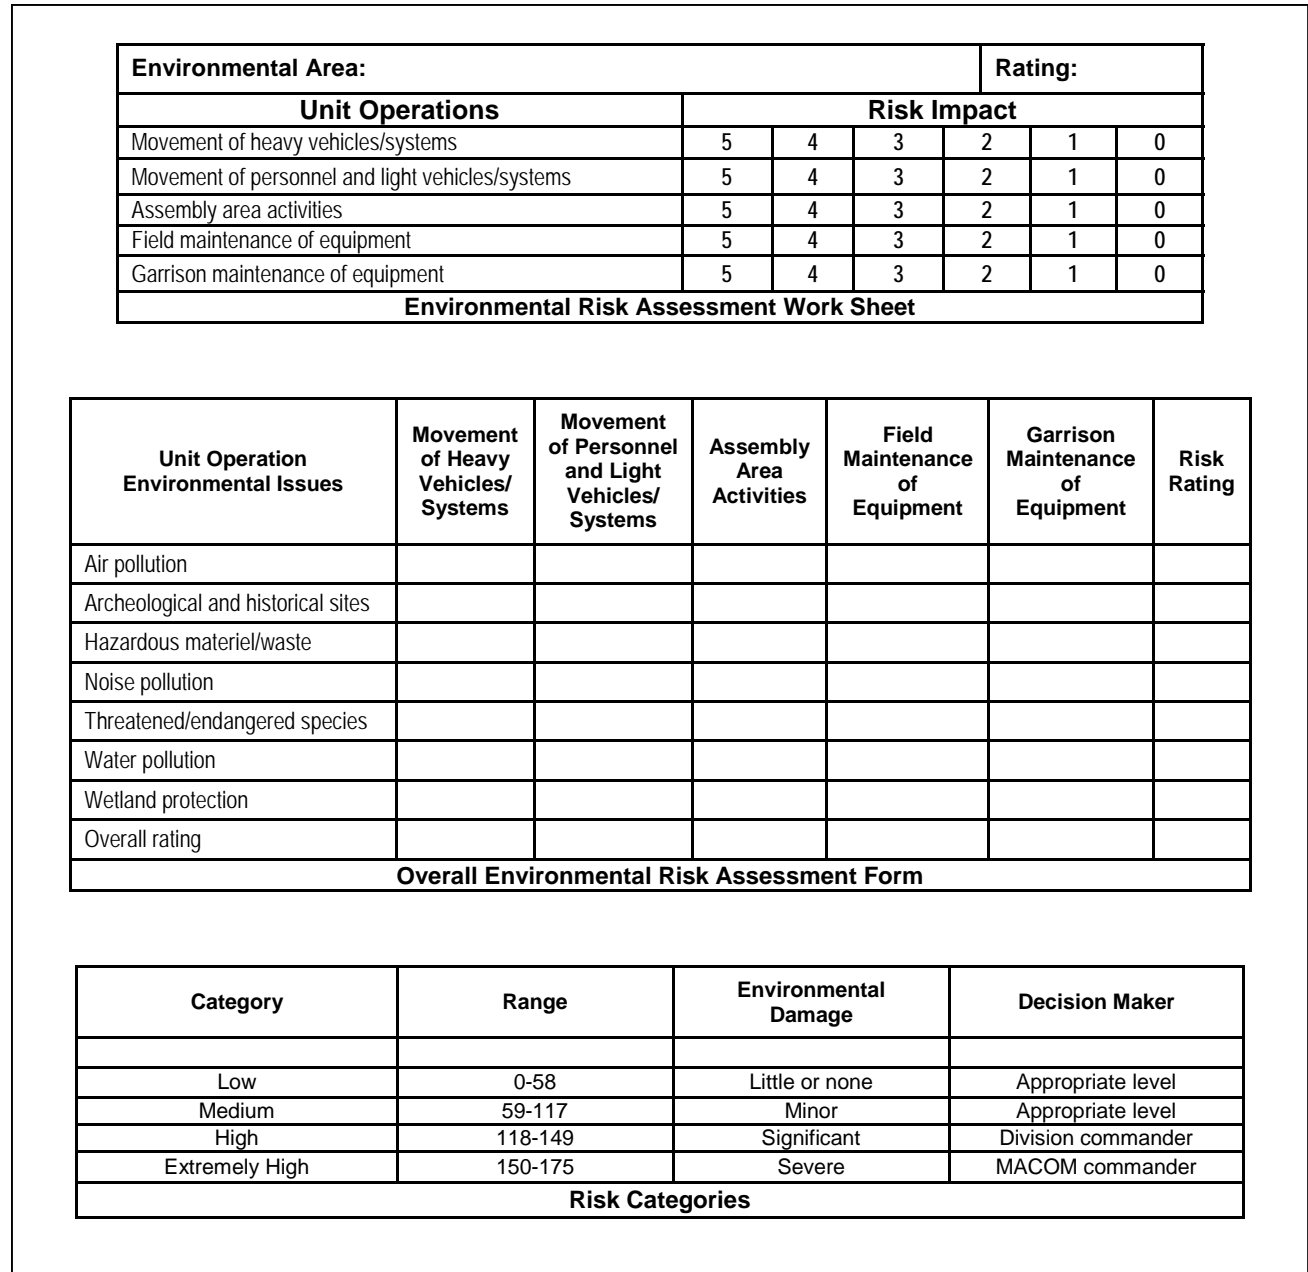 Environmental Area: Rating:
Unit Operations Risk Impact
Movement of heavy vehicles/systems 5 4 3 2 1 0
Movement of personnel and light vehicles/systems 5 4 3 2 1 0
Assembly area activities 5 4 3 2 1 0
Field maintenance of equipment 5 4 3 2 1 0
Garrison maintenance of equipment 5 4 3 2 1 0
Environmental Risk Assessment Work Sheet
Unit Operation
Environmental Issues
Movement
of Heavy
Vehicles/
Systems
Movement
of Personnel
and Light
Vehicles/
Systems
Assembly
Area
Activities
Field
Maintenance
of
Equipment
Garrison
Maintenance
of
Equipment
Risk
Rating
Air pollution
Archeological and historical sites
Hazardous materiel/waste
Noise pollution
Threatened/endangered species
Water pollution
Wetland protection
Overall rating
Overall Environmental Risk Assessment Form
Category
Range
Environmental
Damage
Decision Maker
Low 0-58 Little or none Appropriate level
Medium 59-117 Minor Appropriate level
High 118-149 Significant Division commander
Extremely High 150-175 Severe MACOM commander
Risk Categories